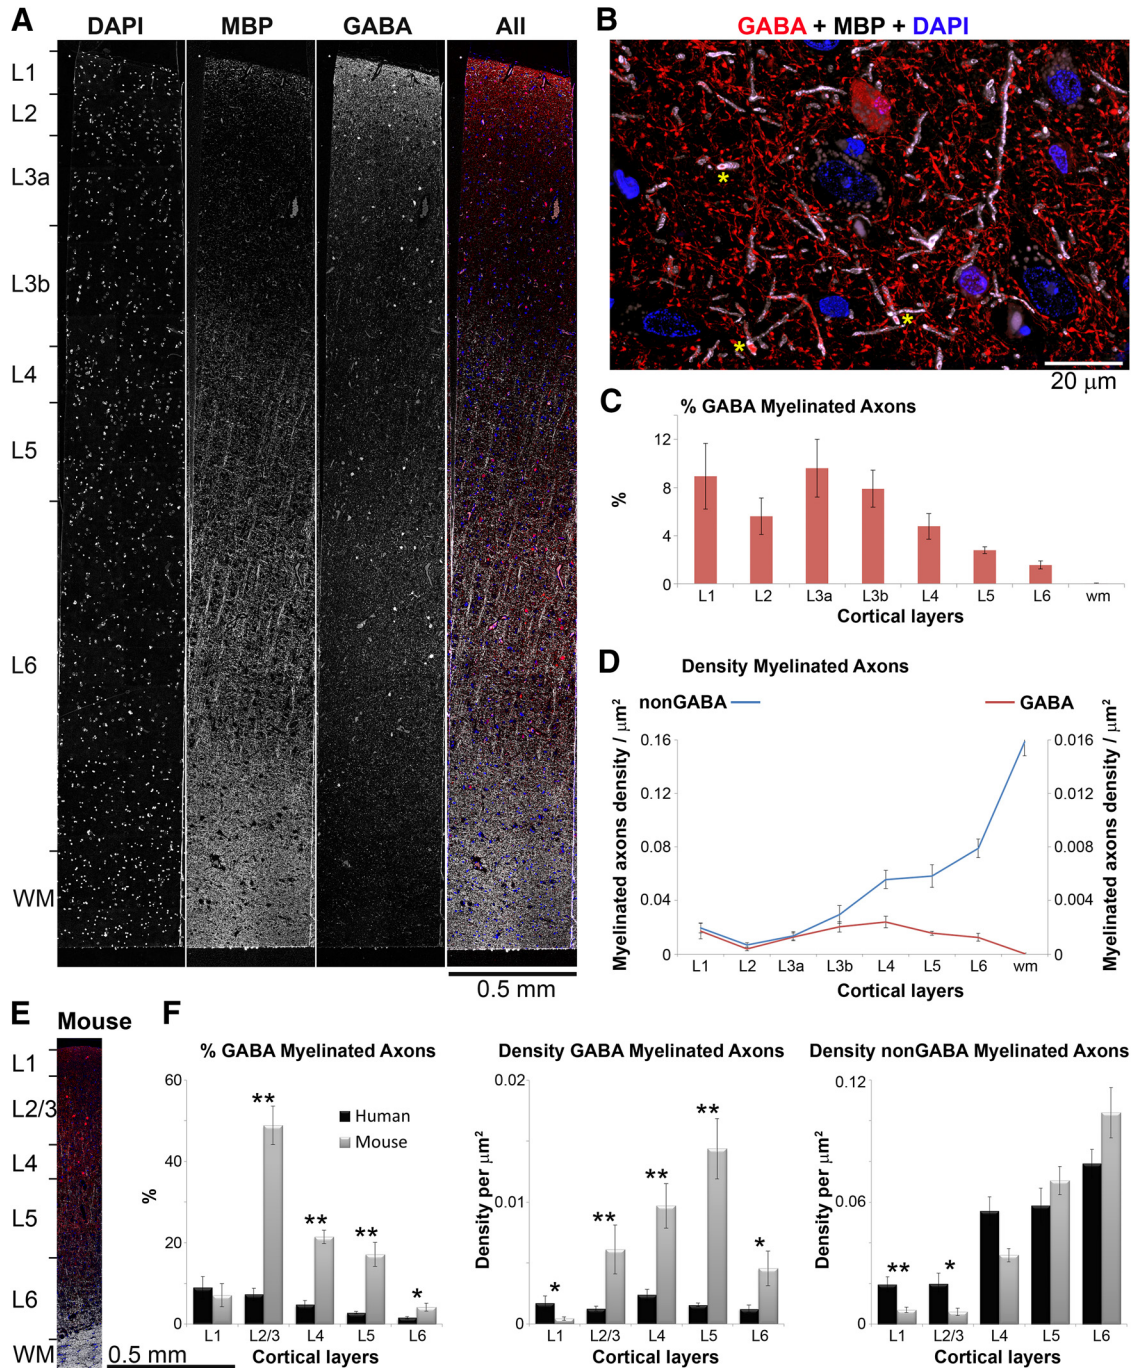 A
DAPI MBP GABA All
L1
L2
L3a
L3b
L4
L5
L6
WM
0.5 mm
B
GABA + MBP + DAPI
*
*
*
20 μm
C
% GABA Myelinated Axons
%
12
8
4
0
L1 L2 L3a L3b L4 L5 L6 wm
Cortical layers
D
Density Myelinated Axons
nonGABA
GABA
Myelinated axons density / μm²
0.16
0.12
0.08
0.04
0
0.016
0.012
0.008
0.004
0
Myelinated axons density / μm²
L1 L2 L3a L3b L4 L5 L6 wm
Cortical layers
E
Mouse
L1
L2/3
L4
L5
L6
WM
0.5 mm
F
% GABA Myelinated Axons
%
60
40
20
0
**
**
**
*
Human
Mouse
L1 L2/3 L4 L5 L6
Cortical layers
Density GABA Myelinated Axons
Density per μm²
0.02
0.01
0
*
**
**
**
*
L1 L2/3 L4 L5 L6
Cortical layers
Density nonGABA Myelinated Axons
Density per μm²
0.12
0.06
0
**
*
L1 L2/3 L4 L5 L6
Cortical layers